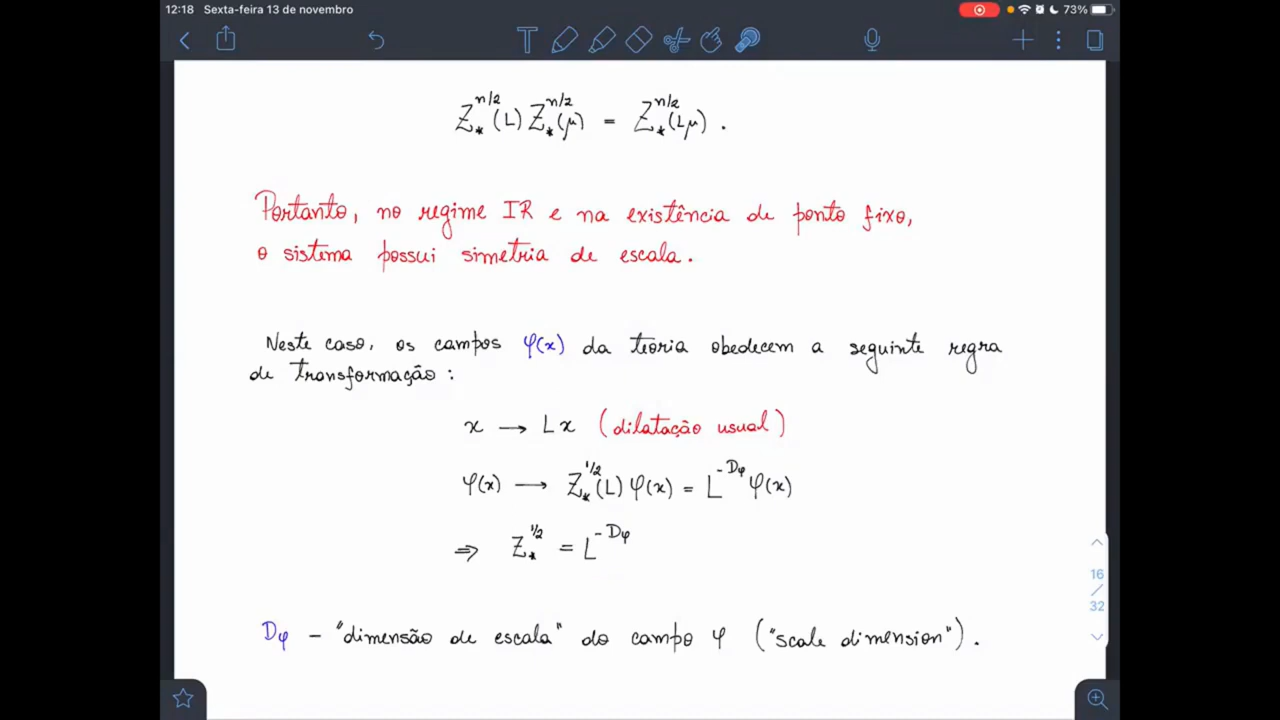 12:18 Sexta-feira 13 de novembro
73%
Z_*^{n/2}(L) Z_*^{n/2}(μ) = Z_*^{n/2}(Lμ) .
Portanto, no regime IR e na existência de ponto fixo,
o sistema possui simetria de escala.
Neste caso, os campos φ(x) da teoria obedecem a seguinte regra
de transformação :
x → Lx (dilatação usual)
φ(x) → Z_*^{1/2}(L) φ(x) = L^{-D_φ} φ(x)
⇒ Z_*^{1/2} = L^{-D_φ}
D_φ – "dimensão de escala" do campo φ ("scale dimension").
16
/
32